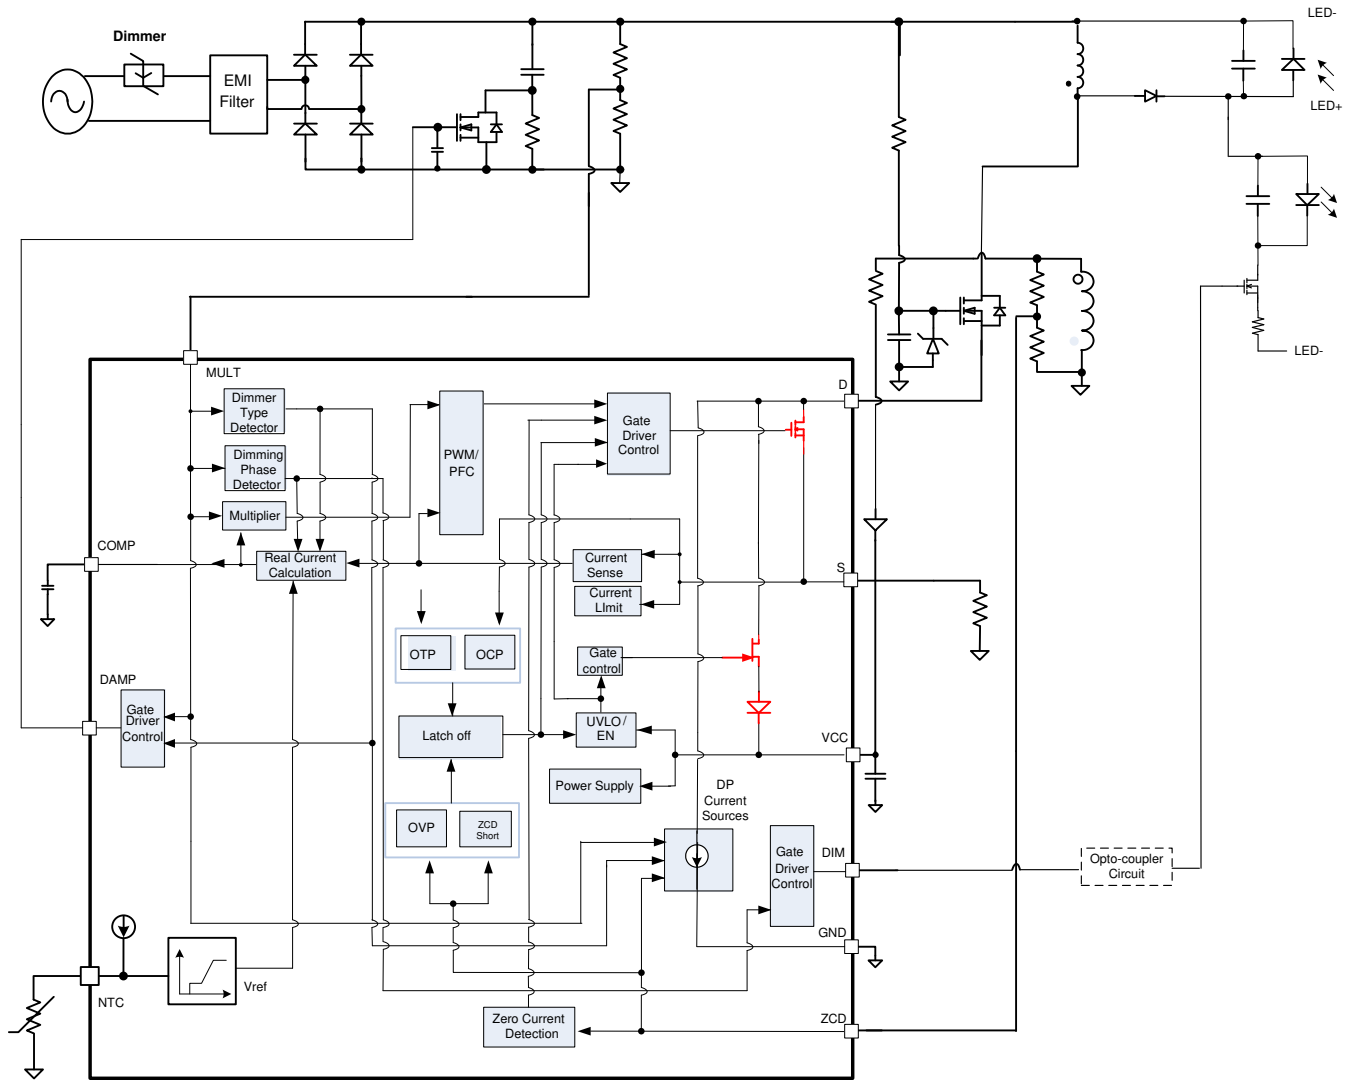 LED-
Dimmer
EMI
Filter
LED+
LED-
MULT
D
Dimmer
Type
Detector
Gate
Driver
Control
Dimming
Phase
Detector
PWM/
PFC
Multiplier
COMP
Real Current
Calculation
Current
Sense
S
Current
LImit
OTP
OCP
Gate
control
DAMP
Gate
Driver
Control
Latch off
UVLO /
EN
VCC
Power Supply
DP
Current
Sources
OVP
ZCD
Short
Gate
Driver
Control
DIM
Opto-coupler
Circuit
GND
Vref
NTC
Zero Current
Detection
ZCD